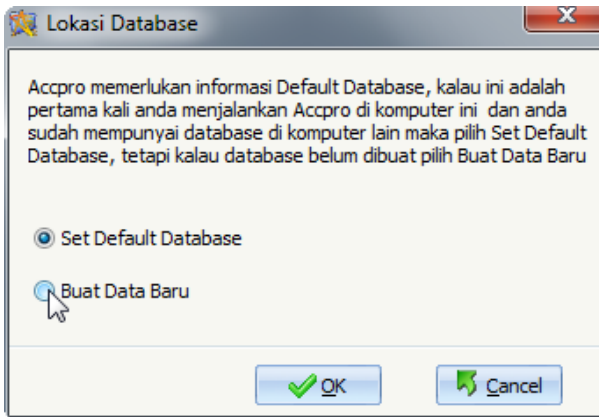 Lokasi Database
Accpro memerlukan informasi Default Database, kalau ini adalah
pertama kali anda menjalankan Accpro di komputer ini dan anda
sudah mempunyai database di komputer lain maka pilih Set Default
Database, tetapi kalau database belum dibuat pilih Buat Data Baru
Set Default Database
Buat Data Baru
OK Cancel